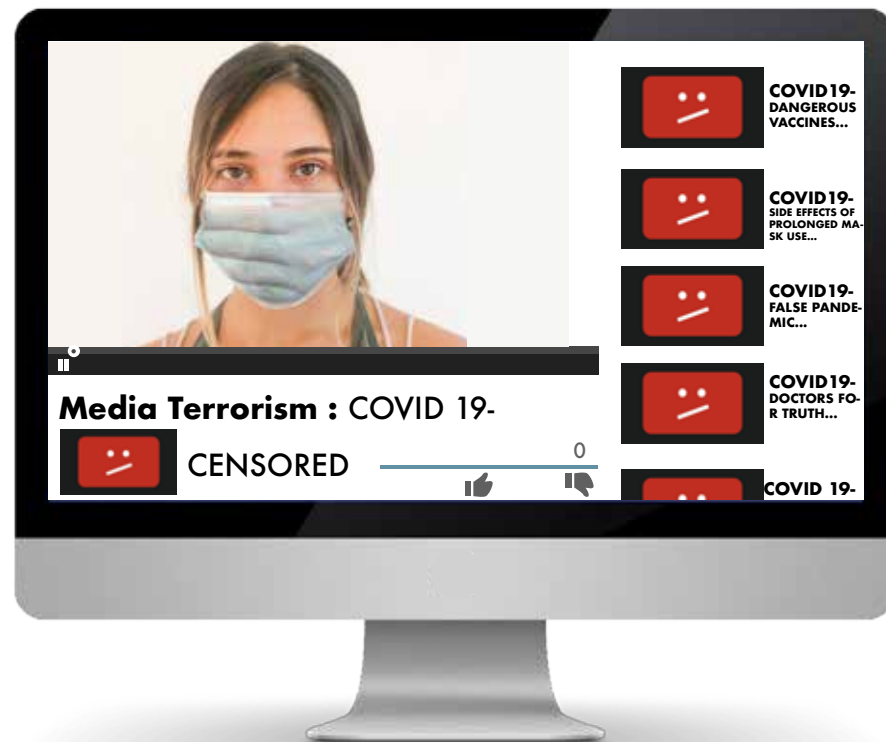 COVID19-
DANGEROUS
VACCINES...
COVID19-
SIDE EFFECTS OF
PROLONGED MA-
SK USE...
COVID19-
FALSE PANDE-
MIC...
COVID19-
DOCTORS FO-
R TRUTH...
COVID 19-
Media Terrorism : COVID 19-
CENSORED
0